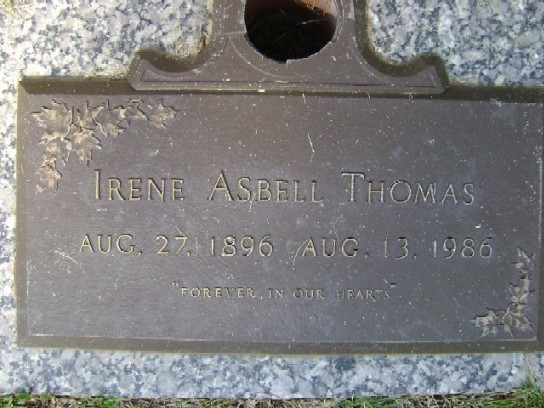 IRENE ASBELL THOMAS
AUG. 27, 1896 AUG. 13, 1986
"FOREVER, IN OUR HEARTS"